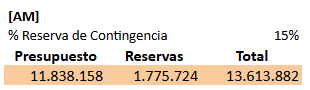 [AM]
% Reserva de Contingencia 15%
Presupuesto Reservas Total
11.838.158 1.775.724 13.613.882